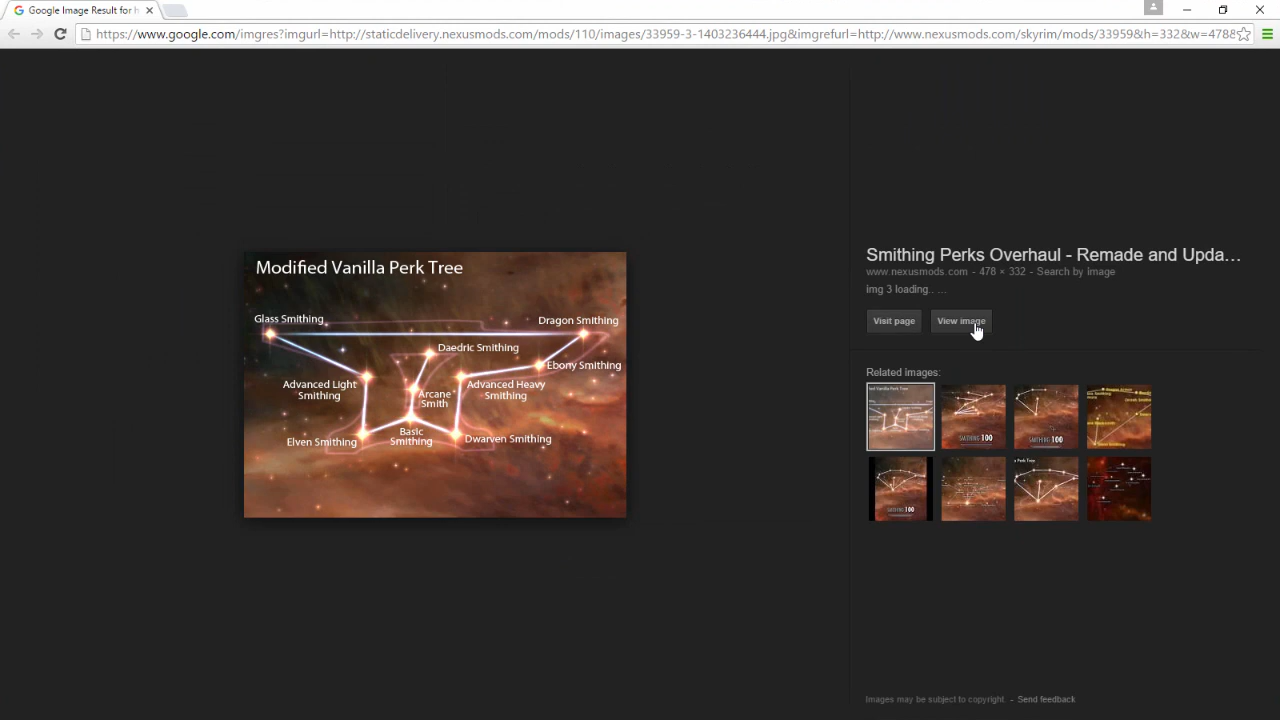 Google Image Result for h
https://www.google.com/imgres?imgurl=http://staticdelivery.nexusmods.com/mods/110/images/33959-3-1403236444.jpg&imgrefurl=http://www.nexusmods.com/skyrim/mods/33959&h=332&w=478&
Modified Vanilla Perk Tree
Glass Smithing
Dragon Smithing
Daedric Smithing
Ebony Smithing
Advanced Light
Smithing
Arcane
Smith
Advanced Heavy
Smithing
Elven Smithing
Basic
Smithing
Dwarven Smithing
Smithing Perks Overhaul - Remade and Upda...
www.nexusmods.com - 478 × 332 - Search by image
img 3 loading.. ...
Visit page
View image
Related images:
SMITHING 100
SMITHING 100
SMITHING 100
Perk Tree
Images may be subject to copyright. - Send feedback